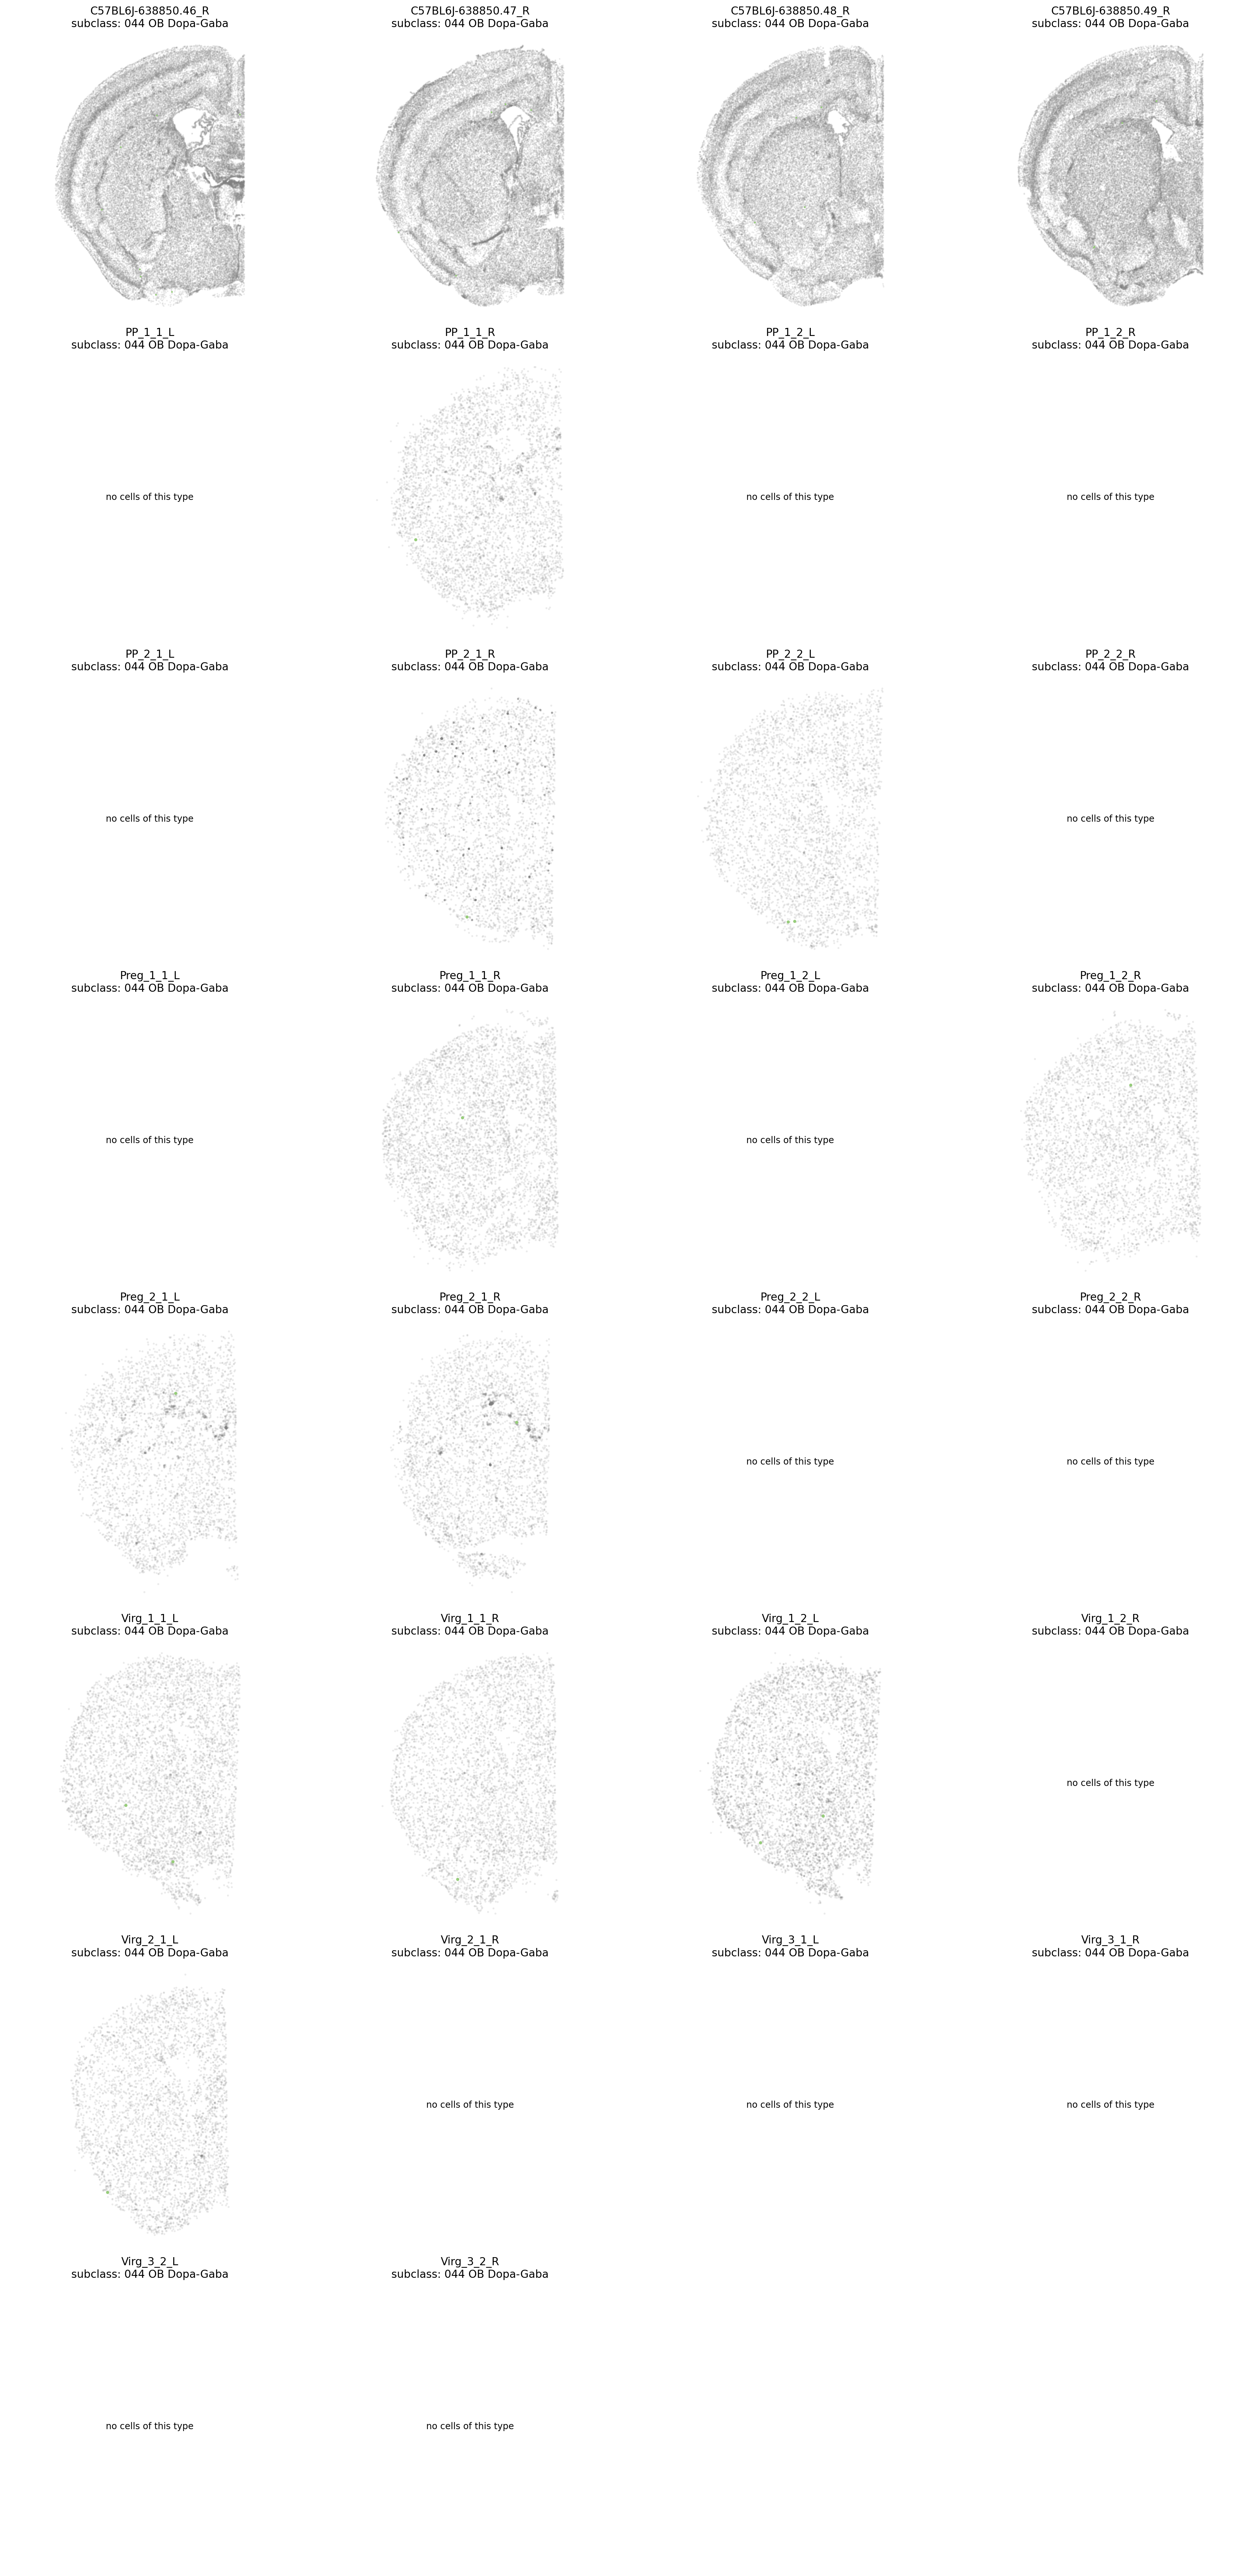 C57BL6J-638850.46_R
subclass: 044 OB Dopa-Gaba
C57BL6J-638850.47_R
subclass: 044 OB Dopa-Gaba
C57BL6J-638850.48_R
subclass: 044 OB Dopa-Gaba
C57BL6J-638850.49_R
subclass: 044 OB Dopa-Gaba
PP_1_1_L
subclass: 044 OB Dopa-Gaba
no cells of this type
PP_1_1_R
subclass: 044 OB Dopa-Gaba
PP_1_2_L
subclass: 044 OB Dopa-Gaba
no cells of this type
PP_1_2_R
subclass: 044 OB Dopa-Gaba
no cells of this type
PP_2_1_L
subclass: 044 OB Dopa-Gaba
no cells of this type
PP_2_1_R
subclass: 044 OB Dopa-Gaba
PP_2_2_L
subclass: 044 OB Dopa-Gaba
PP_2_2_R
subclass: 044 OB Dopa-Gaba
no cells of this type
Preg_1_1_L
subclass: 044 OB Dopa-Gaba
no cells of this type
Preg_1_1_R
subclass: 044 OB Dopa-Gaba
Preg_1_2_L
subclass: 044 OB Dopa-Gaba
no cells of this type
Preg_1_2_R
subclass: 044 OB Dopa-Gaba
Preg_2_1_L
subclass: 044 OB Dopa-Gaba
Preg_2_1_R
subclass: 044 OB Dopa-Gaba
Preg_2_2_L
subclass: 044 OB Dopa-Gaba
no cells of this type
Preg_2_2_R
subclass: 044 OB Dopa-Gaba
no cells of this type
Virg_1_1_L
subclass: 044 OB Dopa-Gaba
Virg_1_1_R
subclass: 044 OB Dopa-Gaba
Virg_1_2_L
subclass: 044 OB Dopa-Gaba
Virg_1_2_R
subclass: 044 OB Dopa-Gaba
no cells of this type
Virg_2_1_L
subclass: 044 OB Dopa-Gaba
Virg_2_1_R
subclass: 044 OB Dopa-Gaba
no cells of this type
Virg_3_1_L
subclass: 044 OB Dopa-Gaba
no cells of this type
Virg_3_1_R
subclass: 044 OB Dopa-Gaba
no cells of this type
Virg_3_2_L
subclass: 044 OB Dopa-Gaba
no cells of this type
Virg_3_2_R
subclass: 044 OB Dopa-Gaba
no cells of this type